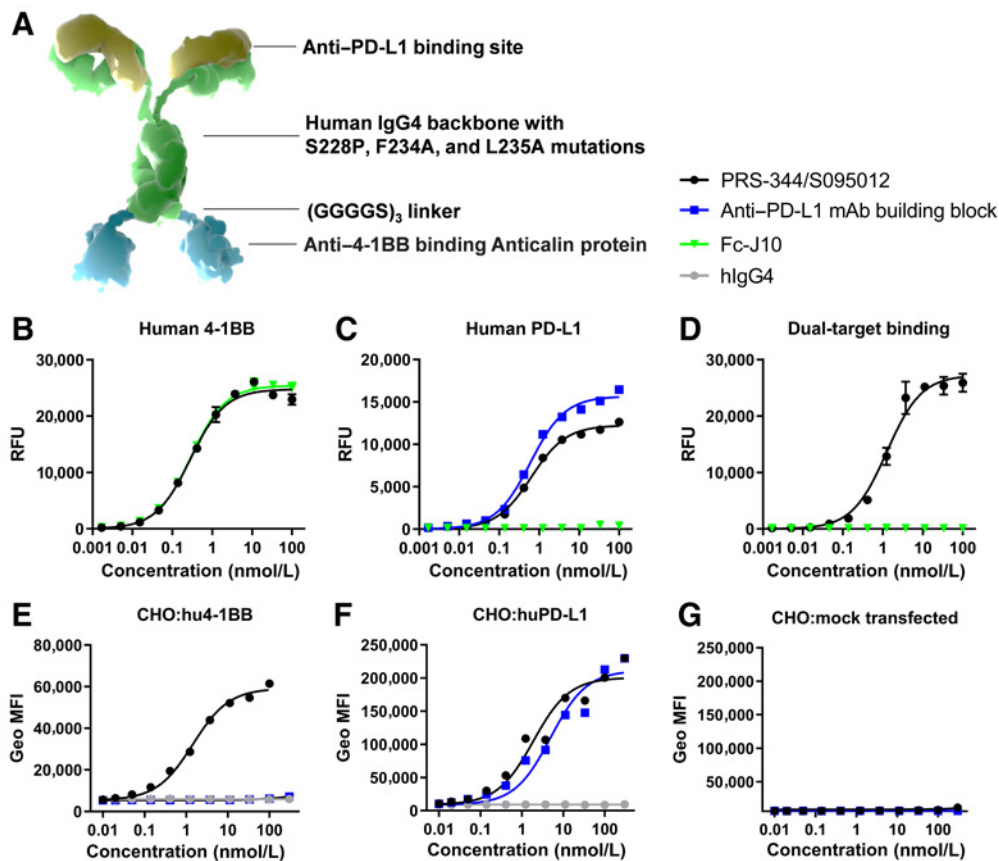 A
Anti–PD-L1 binding site
Human IgG4 backbone with
S228P, F234A, and L235A mutations
(GGGGS)3 linker
Anti–4-1BB binding Anticalin protein
PRS-344/S095012
Anti–PD-L1 mAb building block
Fc-J10
hIgG4
B
Human 4-1BB
RFU
30,000
20,000
10,000
0
0.001 0.01 0.1 1 10 100
Concentration (nmol/L)
C
Human PD-L1
RFU
20,000
15,000
10,000
5,000
0
0.001 0.01 0.1 1 10 100
Concentration (nmol/L)
D
Dual-target binding
RFU
30,000
20,000
10,000
0
0.001 0.01 0.1 1 10 100
Concentration (nmol/L)
E
CHO:hu4-1BB
Geo MFI
80,000
60,000
40,000
20,000
0
0.01 0.1 1 10 100
Concentration (nmol/L)
F
CHO:huPD-L1
Geo MFI
250,000
200,000
150,000
100,000
50,000
0
0.01 0.1 1 10 100
Concentration (nmol/L)
G
CHO:mock transfected
Geo MFI
250,000
200,000
150,000
100,000
50,000
0.01 0.1 1 10 100
Concentration (nmol/L)